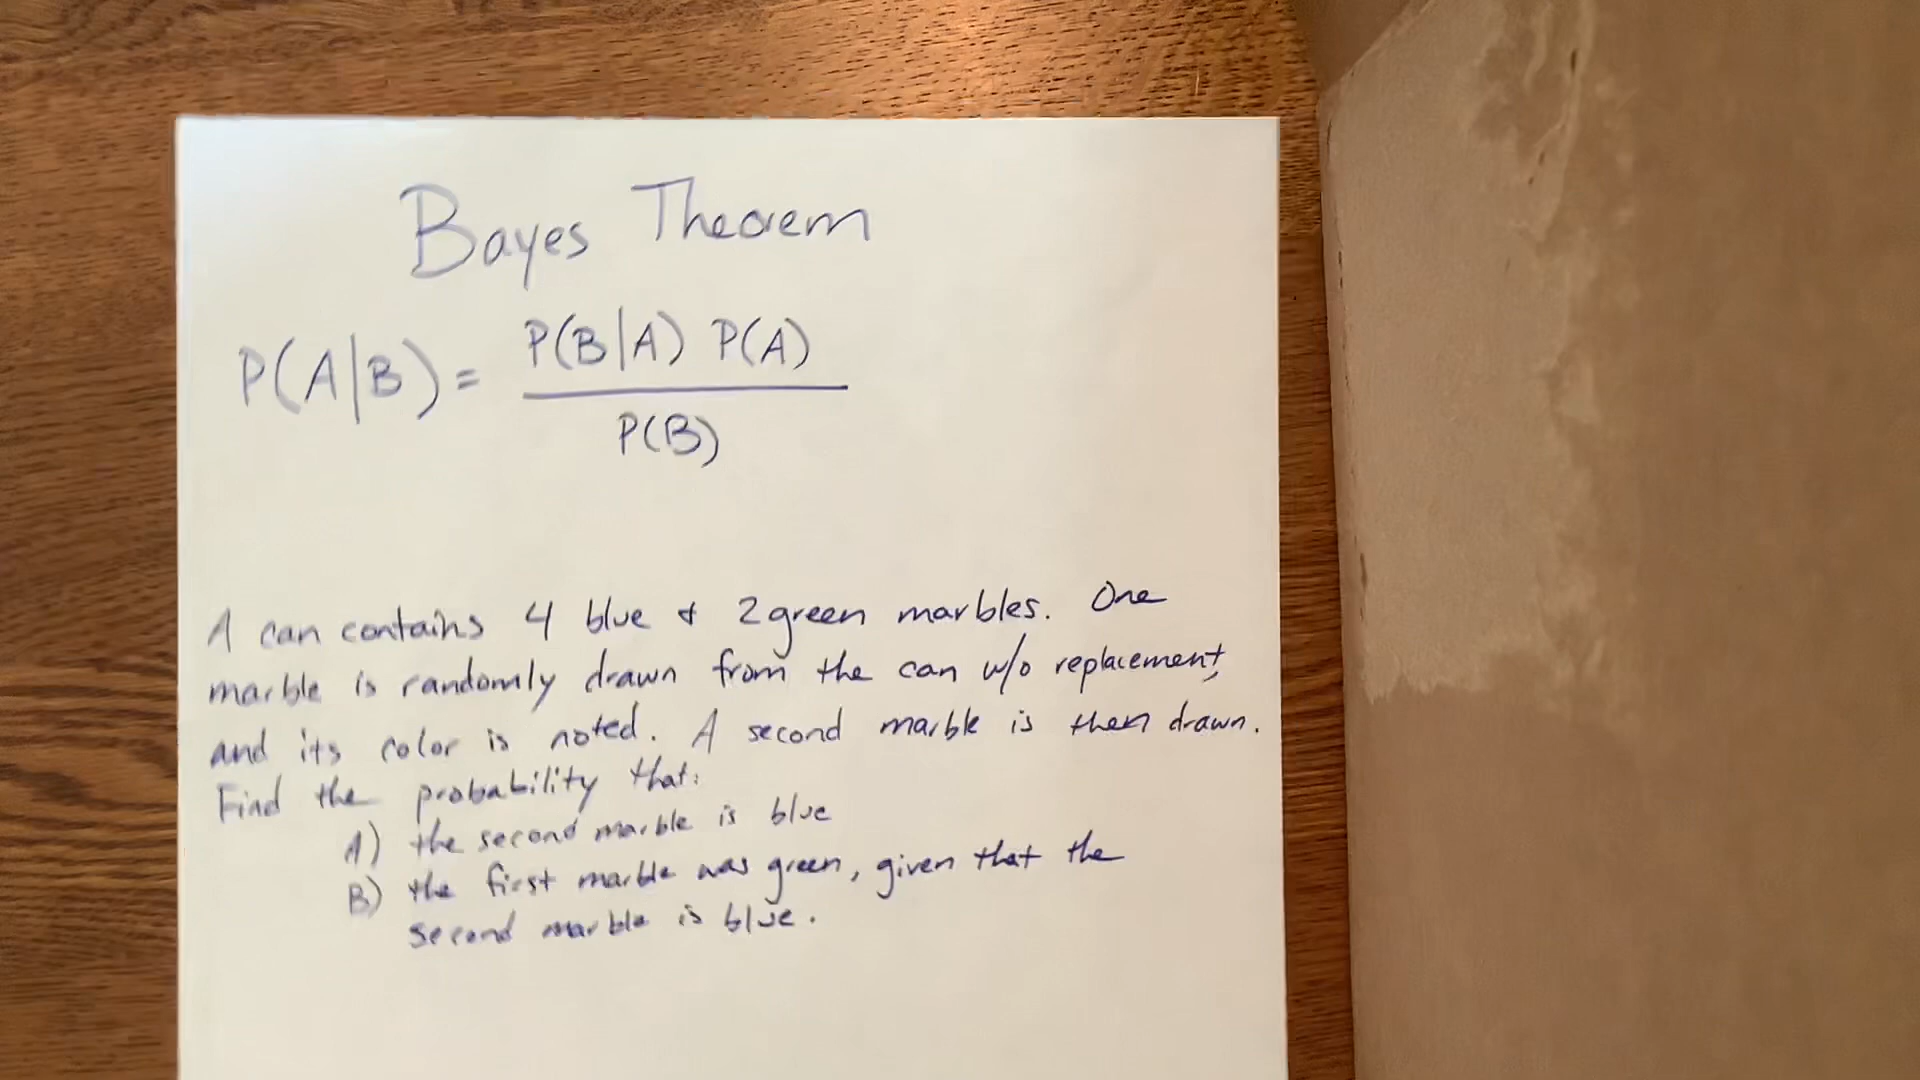 Bayes Theorem
P(A|B) = P(B|A) P(A) / P(B)
A can contains 4 blue & 2 green marbles. One
marble is randomly drawn from the can w/o replacement,
and its color is noted. A second marble is then drawn.
Find the probability that:
A) the second marble is blue
B) the first marble was green, given that the
second marble is blue.